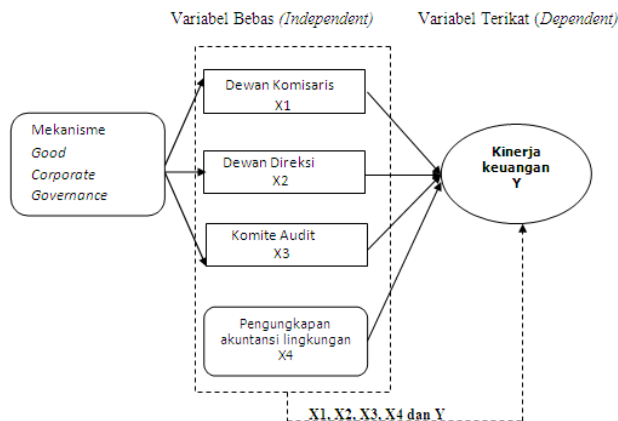 Variabel Bebas (Independent)
Variabel Terikat (Dependent)
Dewan Komisaris
X1
Mekanisme
Good
Corporate
Governance
Dewan Direksi
X2
Kinerja
keuangan
Y
Komite Audit
X3
Pengungkapan
akuntansi lingkungan
X4
X1, X2, X3, X4 dan Y